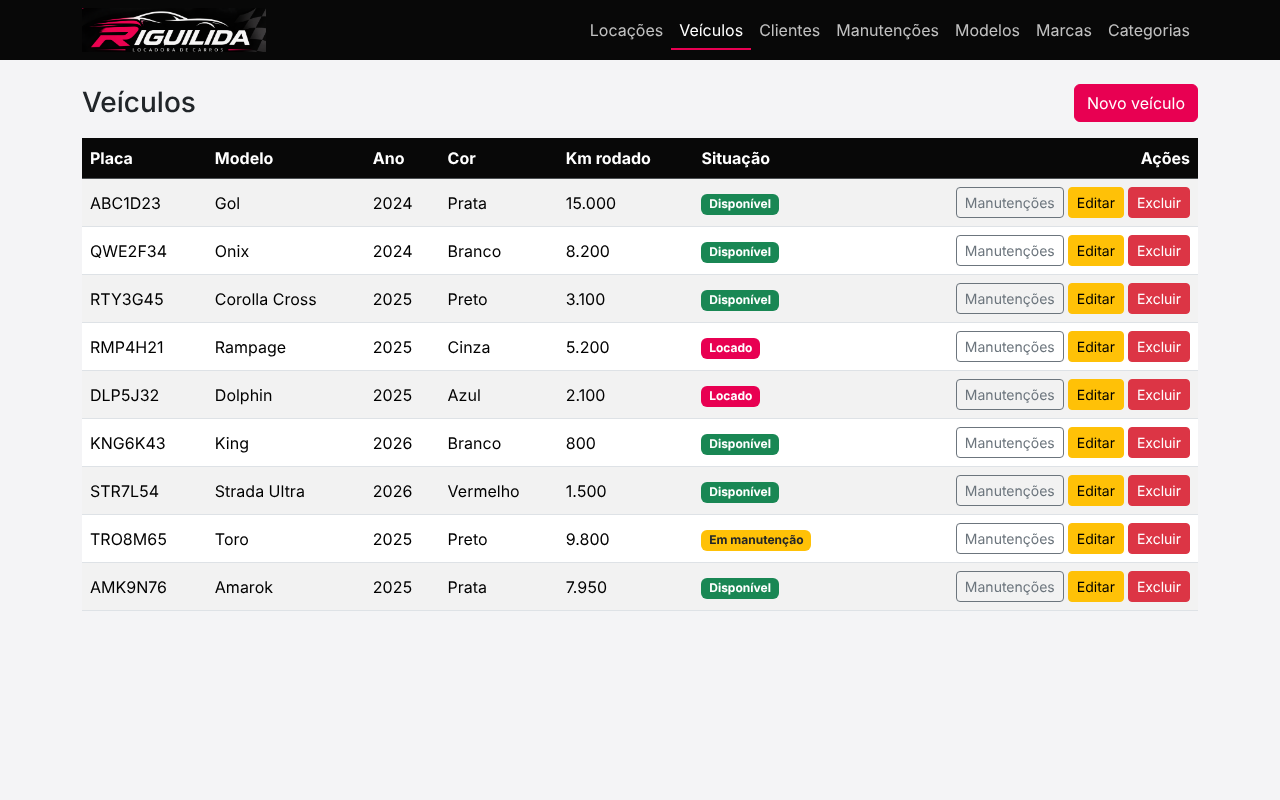 RIGUILIDA
LOCADORA DE CARROS
Locações Veículos Clientes Manutenções Modelos Marcas Categorias
Veículos Novo veículo
Placa Modelo Ano Cor Km rodado Situação Ações
ABC1D23 Gol 2024 Prata 15.000 Disponível Manutenções Editar Excluir
QWE2F34 Onix 2024 Branco 8.200 Disponível Manutenções Editar Excluir
RTY3G45 Corolla Cross 2025 Preto 3.100 Disponível Manutenções Editar Excluir
RMP4H21 Rampage 2025 Cinza 5.200 Locado Manutenções Editar Excluir
DLP5J32 Dolphin 2025 Azul 2.100 Locado Manutenções Editar Excluir
KNG6K43 King 2026 Branco 800 Disponível Manutenções Editar Excluir
STR7L54 Strada Ultra 2026 Vermelho 1.500 Disponível Manutenções Editar Excluir
TRO8M65 Toro 2025 Preto 9.800 Em manutenção Manutenções Editar Excluir
AMK9N76 Amarok 2025 Prata 7.950 Disponível Manutenções Editar Excluir